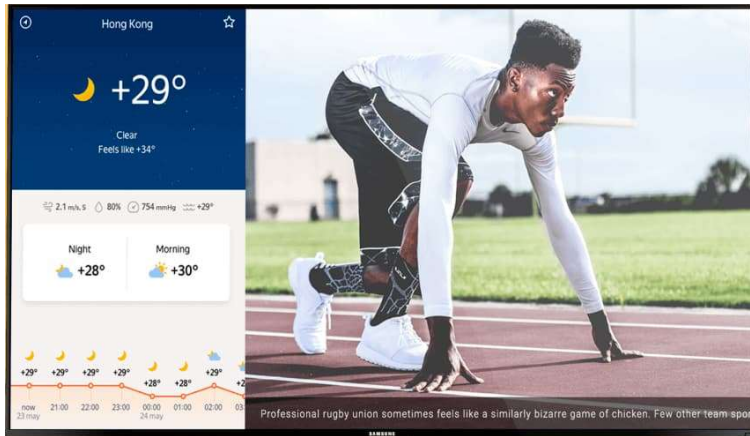 Hong Kong
+29°
Clear
Feels like +34°
2.1 m/s, S 80% 754 mmHg +29°
Night Morning
+28° +30°
+29° +29° +29° +29° +28° +28° +29° +2
now 21:00 22:00 23:00 00:00 01:00 02:00 03:
23 may 24 may
Professional rugby union sometimes feels like a similarly bizarre game of chicken. Few other team spor
SAMSUNG